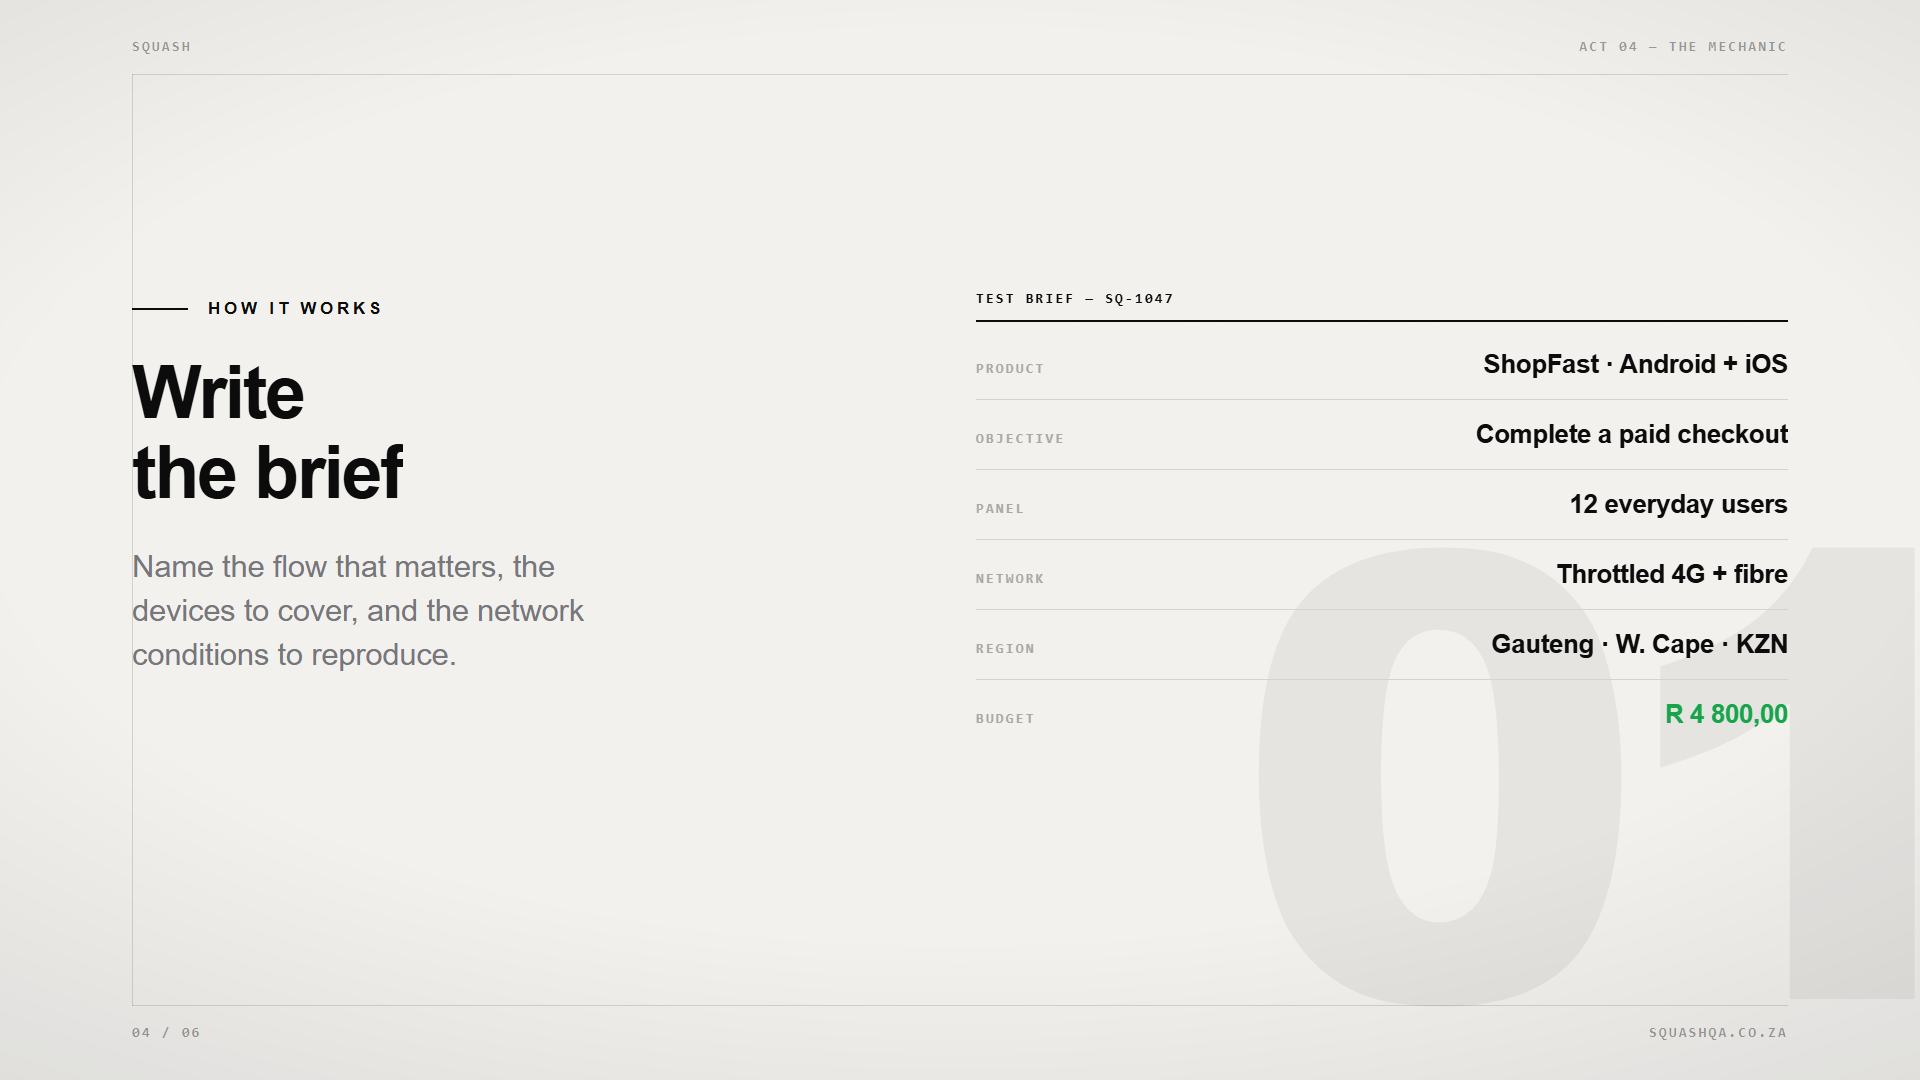 SQUASH
ACT 04 — THE MECHANIC
HOW IT WORKS
Write
the brief
Name the flow that matters, the
devices to cover, and the network
conditions to reproduce.
TEST BRIEF — SQ-1047
PRODUCT ShopFast · Android + iOS
OBJECTIVE Complete a paid checkout
PANEL 12 everyday users
NETWORK Throttled 4G + fibre
REGION Gauteng · W. Cape · KZN
BUDGET R 4 800,00
01
04 / 06
SQUASHQA.CO.ZA